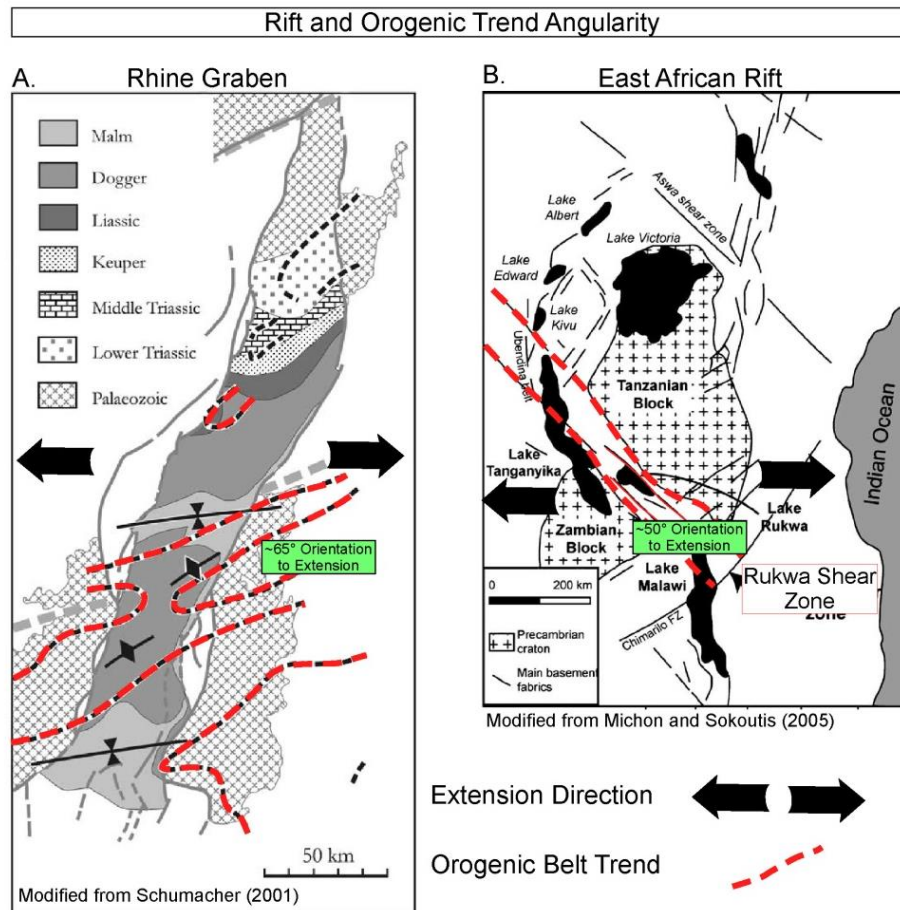 Rift and Orogenic Trend Angularity
A.
Rhine Graben
Malm
Dogger
Liassic
Keuper
Middle Triassic
Lower Triassic
Palaeozoic
~65° Orientation
to Extension
50 km
Modified from Schumacher (2001)
B.
East African Rift
Aswa shear zone
Lake
Albert
Lake Victoria
Lake
Edward
Lake
Kivu
Ubendina belt
Tanzanian
Block
Indian Ocean
Lake
Tanganyika
Lake
Rukwa
Zambian
Block
~50° Orientation
to Extension
Lake
Malawi
Rukwa Shear
Zone
zone
0
200 km
Chimarilo FZ
Precambrian
craton
Main basement
fabrics
Modified from Michon and Sokoutis (2005)
Extension Direction
Orogenic Belt Trend